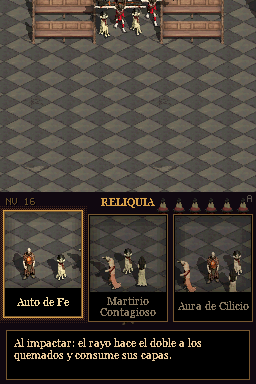 NV 16
RELIQUIA
A
Auto de Fe
Martirio
Contagioso
Aura de Cilicio
Al impactar: el rayo hace el doble a los
quemados y consume sus capas.